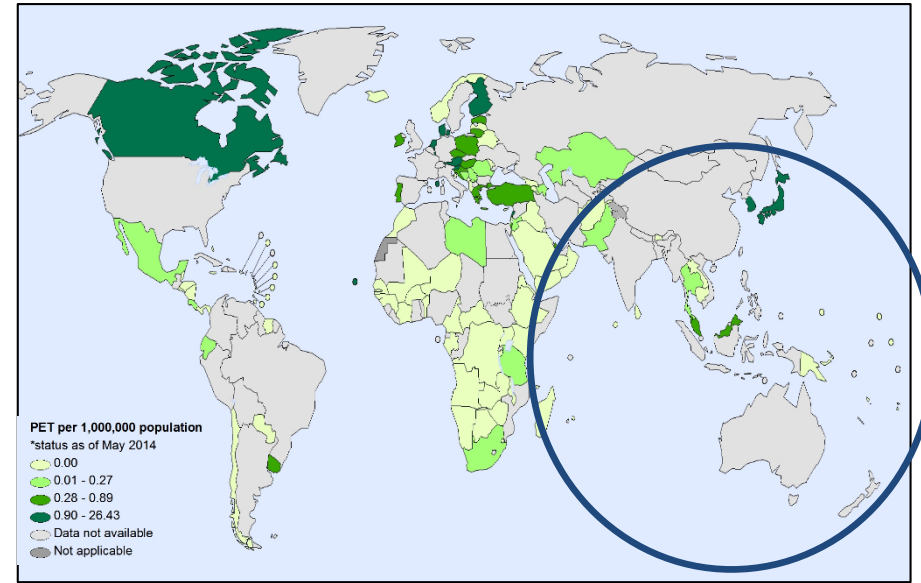 PET per 1,000,000 population
*status as of May 2014
0.00
0.01 - 0.27
0.28 - 0.89
0.90 - 26.43
Data not available
Not applicable